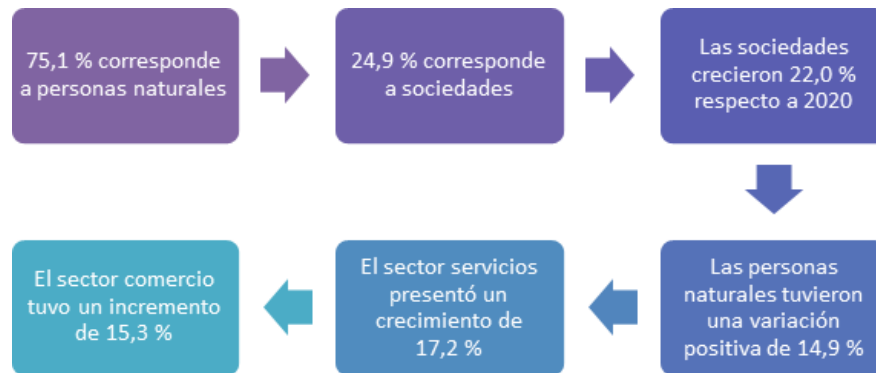 75,1 % corresponde
a personas naturales
24,9 % corresponde
a sociedades
Las sociedades
crecieron 22,0 %
respecto a 2020
Las personas
naturales tuvieron
una variación
positiva de 14,9 %
El sector servicios
presentó un
crecimiento de
17,2 %
El sector comercio
tuvo un incremento
de 15,3 %